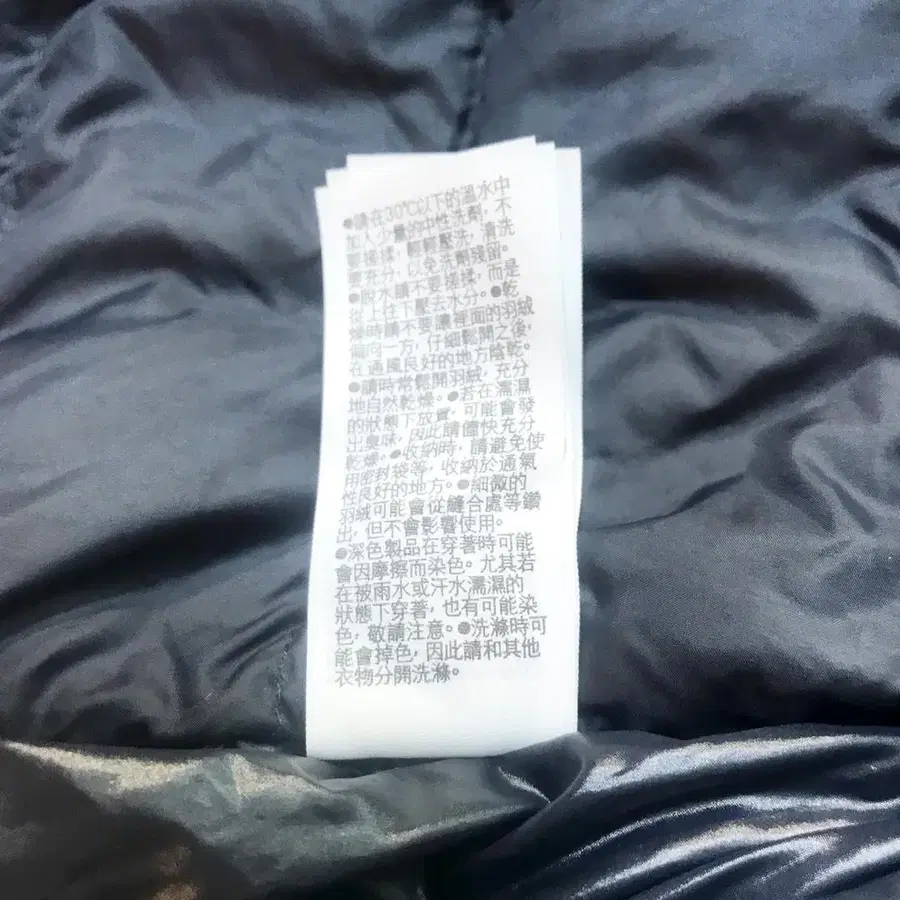 ●請在30℃以下的溫水中
加入少量的中性洗劑，不
要搓揉，輕輕壓洗，清洗
要充分，以免洗劑殘留。
●脫水請不要搓揉，而是
從上往下壓去水分。●乾
燥時請不要讓裡面的羽絨
偏向一方，仔細鬆開之後，
在通風良好的地方陰乾。
●請時常鬆開羽絨，充分
地自然乾燥。●若在濡濕
的狀態下放置，可能會發
出臭味，因此請儘快充分
乾燥。●收納時，請避免使
用密封袋等，收納於通氣
性良好的地方。●細微的
羽絨可能會從縫合處等鑽
出，但不會影響使用。
●深色製品在穿著時可能
會因摩擦而染色。尤其若
在被雨水或汗水濡濕的
狀態下穿著，也有可能染
色，敬請注意。●洗滌時可
能會掉色，因此請和其他
衣物分開洗滌。